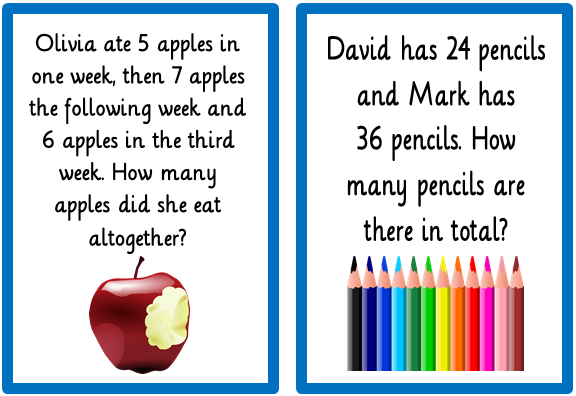 Olivia ate 5 apples in
one week, then 7 apples
the following week and
6 apples in the third
week. How many
apples did she eat
altogether?
David has 24 pencils
and Mark has
36 pencils. How
many pencils are
there in total?